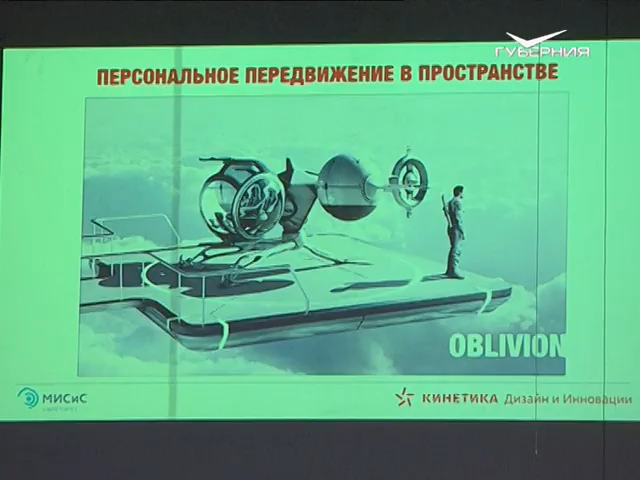 ГУБЕРНИЯ
ПЕРСОНАЛЬНОЕ ПЕРЕДВИЖЕНИЕ В ПРОСТРАНСТВЕ
OBLIVION
МИСиС
КИНЕТИКА Дизайн и Инновации